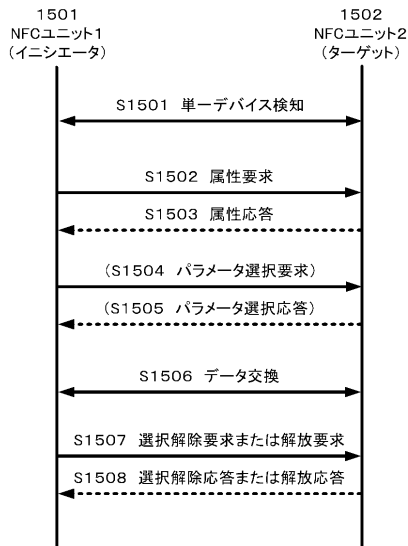 1501
NFCユニット1
(イニシエータ)
1502
NFCユニット2
(ターゲット)
S1501 単一デバイス検知
S1502 属性要求
S1503 属性応答
(S1504 パラメータ選択要求)
(S1505 パラメータ選択応答)
S1506 データ交換
S1507 選択解除要求または解放要求
S1508 選択解除応答または解放応答